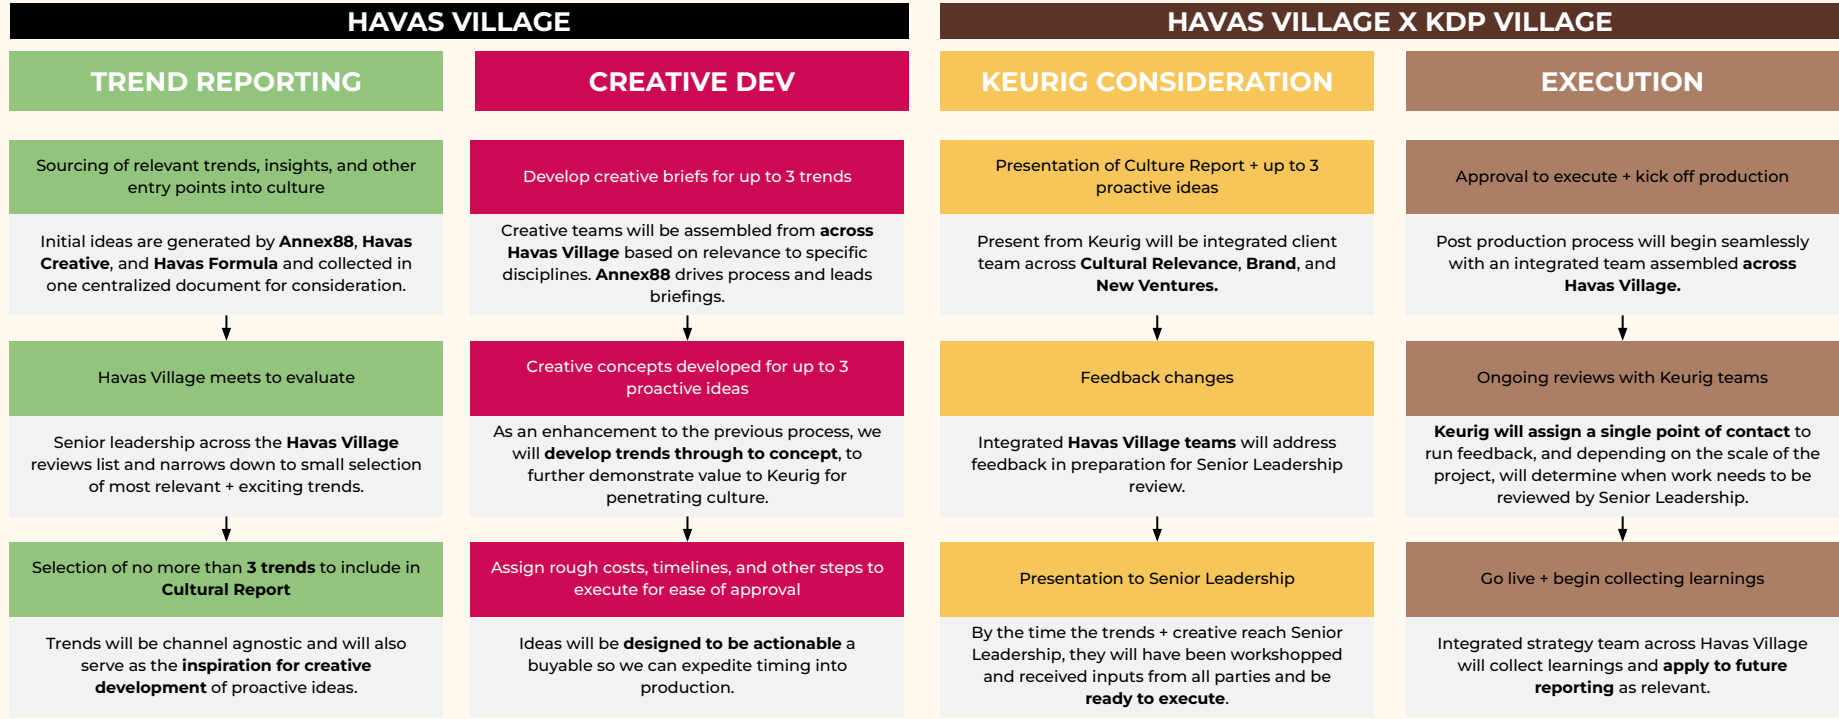 HAVAS VILLAGE
HAVAS VILLAGE X KDP VILLAGE
TREND REPORTING
CREATIVE DEV
KEURIG CONSIDERATION
EXECUTION
Sourcing of relevant trends, insights, and other
entry points into culture
Initial ideas are generated by Annex88, Havas
Creative, and Havas Formula and collected in
one centralized document for consideration.
Havas Village meets to evaluate
Senior leadership across the Havas Village
reviews list and narrows down to small selection
of most relevant + exciting trends.
Selection of no more than 3 trends to include in
Cultural Report
Trends will be channel agnostic and will also
serve as the inspiration for creative
development of proactive ideas.
Develop creative briefs for up to 3 trends
Creative teams will be assembled from across
Havas Village based on relevance to specific
disciplines. Annex88 drives process and leads
briefings.
Creative concepts developed for up to 3
proactive ideas
As an enhancement to the previous process, we
will develop trends through to concept, to
further demonstrate value to Keurig for
penetrating culture.
Assign rough costs, timelines, and other steps to
execute for ease of approval
Ideas will be designed to be actionable a
buyable so we can expedite timing into
production.
Presentation of Culture Report + up to 3
proactive ideas
Present from Keurig will be integrated client
team across Cultural Relevance, Brand, and
New Ventures.
Feedback changes
Integrated Havas Village teams will address
feedback in preparation for Senior Leadership
review.
Presentation to Senior Leadership
By the time the trends + creative reach Senior
Leadership, they will have been workshopped
and received inputs from all parties and be
ready to execute.
Approval to execute + kick off production
Post production process will begin seamlessly
with an integrated team assembled across
Havas Village.
Ongoing reviews with Keurig teams
Keurig will assign a single point of contact to
run feedback, and depending on the scale of the
project, will determine when work needs to be
reviewed by Senior Leadership.
Go live + begin collecting learnings
Integrated strategy team across Havas Village
will collect learnings and apply to future
reporting as relevant.